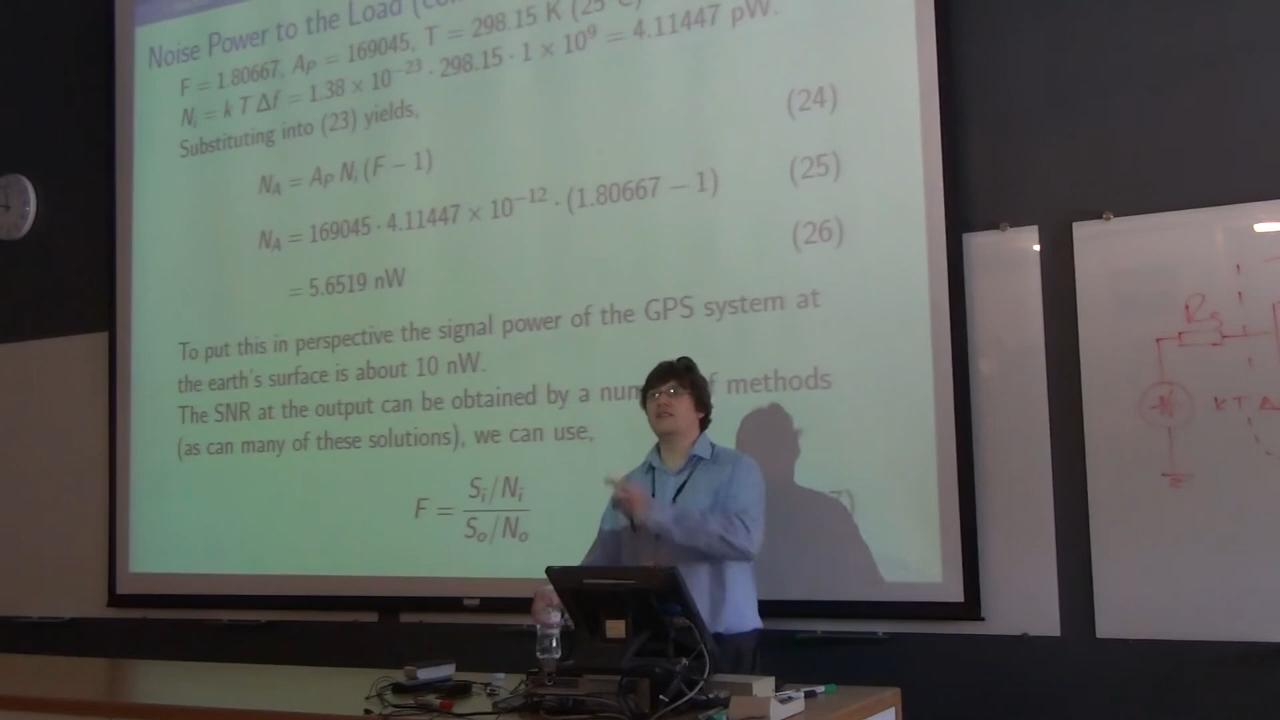 Noise Power to the Load (con
F = 1.80667, A_P = 169045, T = 298.15 K (25°C)
N_i = k T Δf = 1.38 × 10^−23 · 298.15 · 1 × 10^9 = 4.11447 pW.
Substituting into (23) yields,
N_A = A_P N_i (F − 1) (24)
N_A = 169045 · 4.11447 × 10^−12 · (1.80667 − 1) (25)
= 5.6519 nW (26)
To put this in perspective the signal power of the GPS system at
the earth's surface is about 10 nW.
The SNR at the output can be obtained by a num f methods
(as can many of these solutions), we can use,
F = (S_i/N_i)/(S_o/N_o) 7)
R_s
N
K T Δ